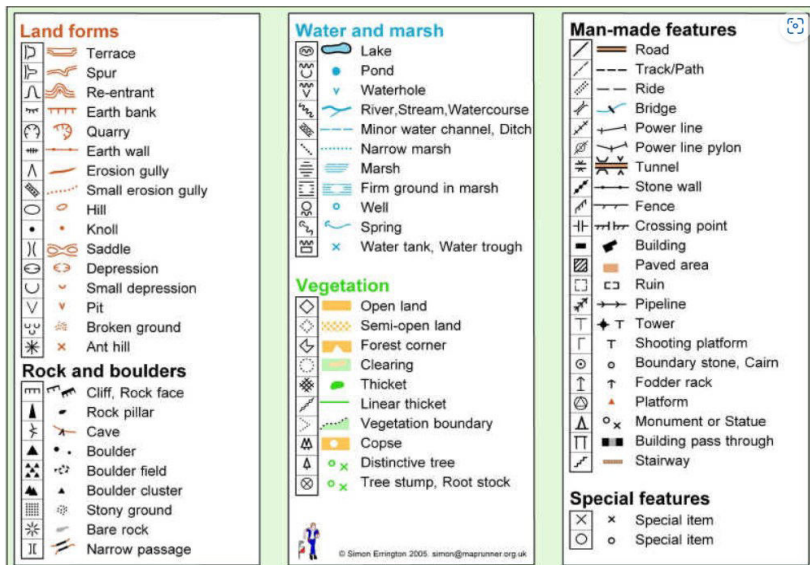 Land forms
Terrace
Spur
Re-entrant
Earth bank
Quarry
Earth wall
Erosion gully
Small erosion gully
Hill
Knoll
Saddle
Depression
Small depression
Pit
Broken ground
Ant hill
Rock and boulders
Cliff, Rock face
Rock pillar
Cave
Boulder
Boulder field
Boulder cluster
Stony ground
Bare rock
Narrow passage
Water and marsh
Lake
Pond
Waterhole
River,Stream,Watercourse
Minor water channel, Ditch
Narrow marsh
Marsh
Firm ground in marsh
Well
Spring
Water tank, Water trough
Vegetation
Open land
Semi-open land
Forest corner
Clearing
Thicket
Linear thicket
Vegetation boundary
Copse
Distinctive tree
Tree stump, Root stock
© Simon Errington 2005. simon@maprunner.org.uk
Man-made features
Road
Track/Path
Ride
Bridge
Power line
Power line pylon
Tunnel
Stone wall
Fence
Crossing point
Building
Paved area
Ruin
Pipeline
Tower
Shooting platform
Boundary stone, Cairn
Fodder rack
Platform
Monument or Statue
Building pass through
Stairway
Special features
Special item
Special item